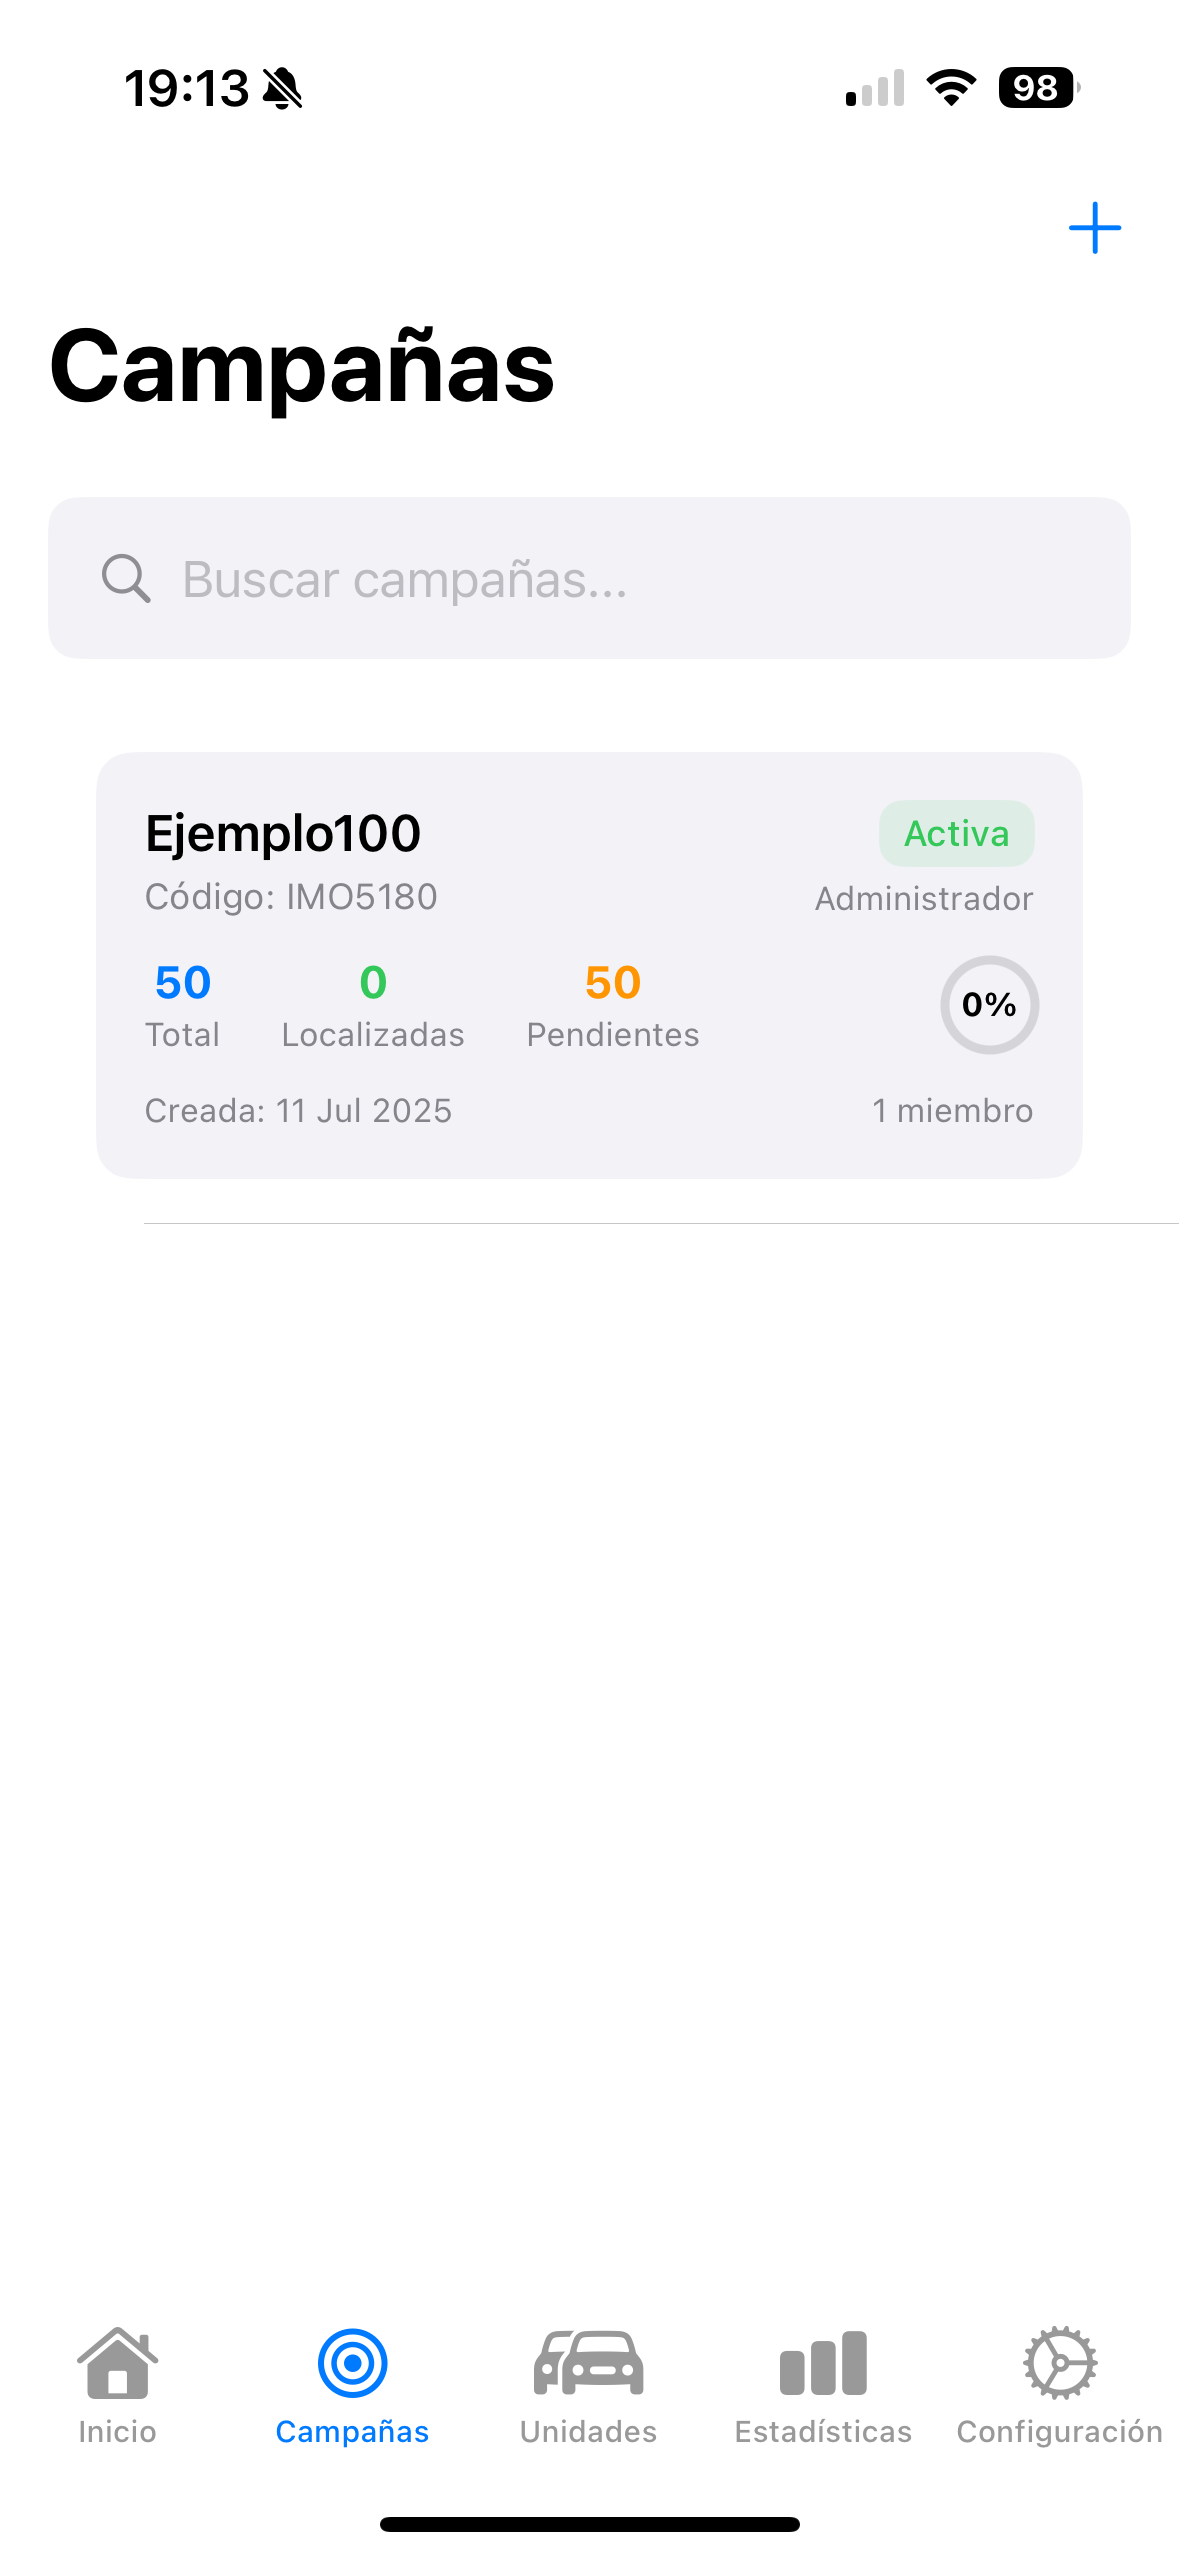 19:13
98
Campañas
Buscar campañas...
Ejemplo100
Activa
Código: IMO5180
Administrador
50
0
50
0%
Total
Localizadas
Pendientes
Creada: 11 Jul 2025
1 miembro
Inicio
Campañas
Unidades
Estadísticas
Configuración